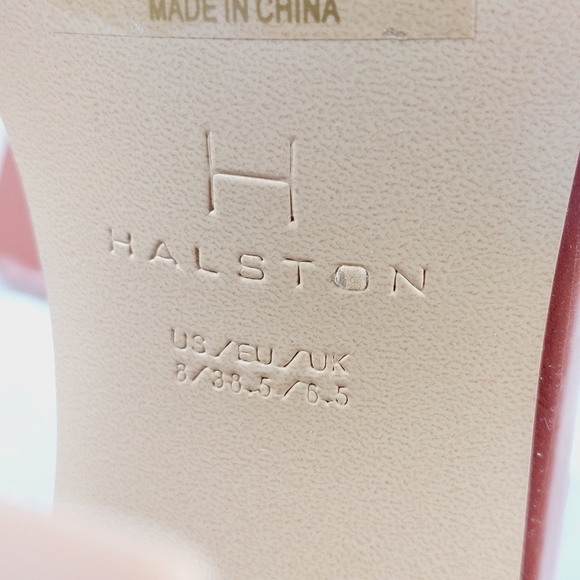 MADE IN CHINA
H
HALSTON
US/EU/UK
8/38.5/6.5